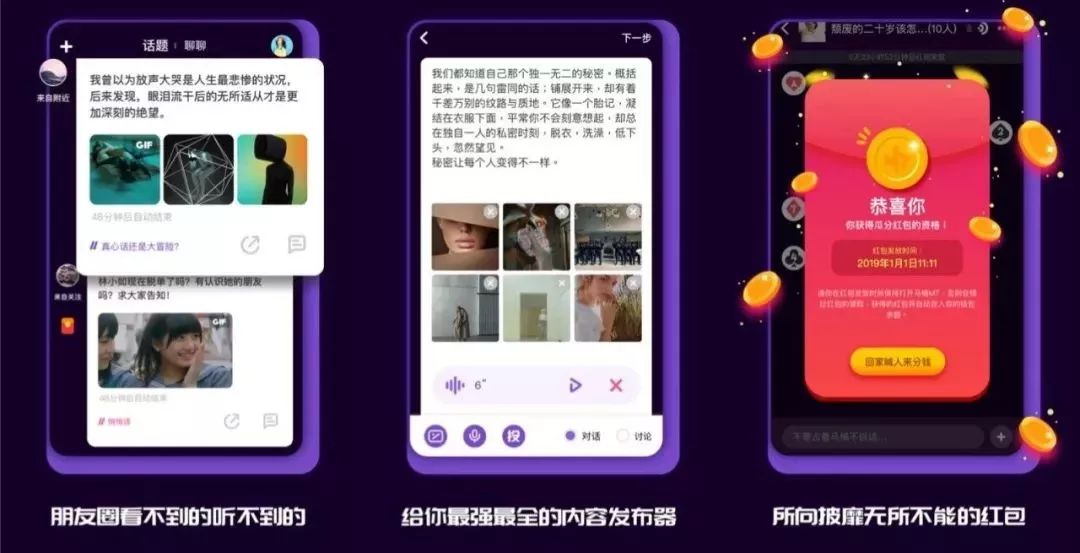 话题 | 聊聊
来自附近
我曾以为放声大哭是人生最悲惨的状况，
后来发现，眼泪流干后的无所适从才是更
加深刻的绝望。
GIF
48分钟后自动结束
// 真心话还是大冒险?
来自关注
林小如现在脱单了吗？有认识她的朋友
吗？求大家告知！
GIF
48分钟后自动结束
// 悄悄话
朋友圈看不到的听不到的
下一步
我们都知道自己那个独一无二的秘密。概括
起来，是几句雷同的话；铺展开来，却有着
千差万别的纹路与质地。它像一个胎记，凝
结在衣服下面，平常你不会刻意想起，却总
在独自一人的私密时刻，脱衣，洗澡，低下
头，忽然望见。
秘密让每个人变得不一样。
6"
投
对话
讨论
给你最强最全的内容发布器
颓废的二十岁该怎...(10人)
恭喜你
你获得瓜分红包的资格！
红包发放时间：
2019年1月1日11:11
回家喊人来分钱
不要占着马桶不说话...
所向披靡无所不能的红包